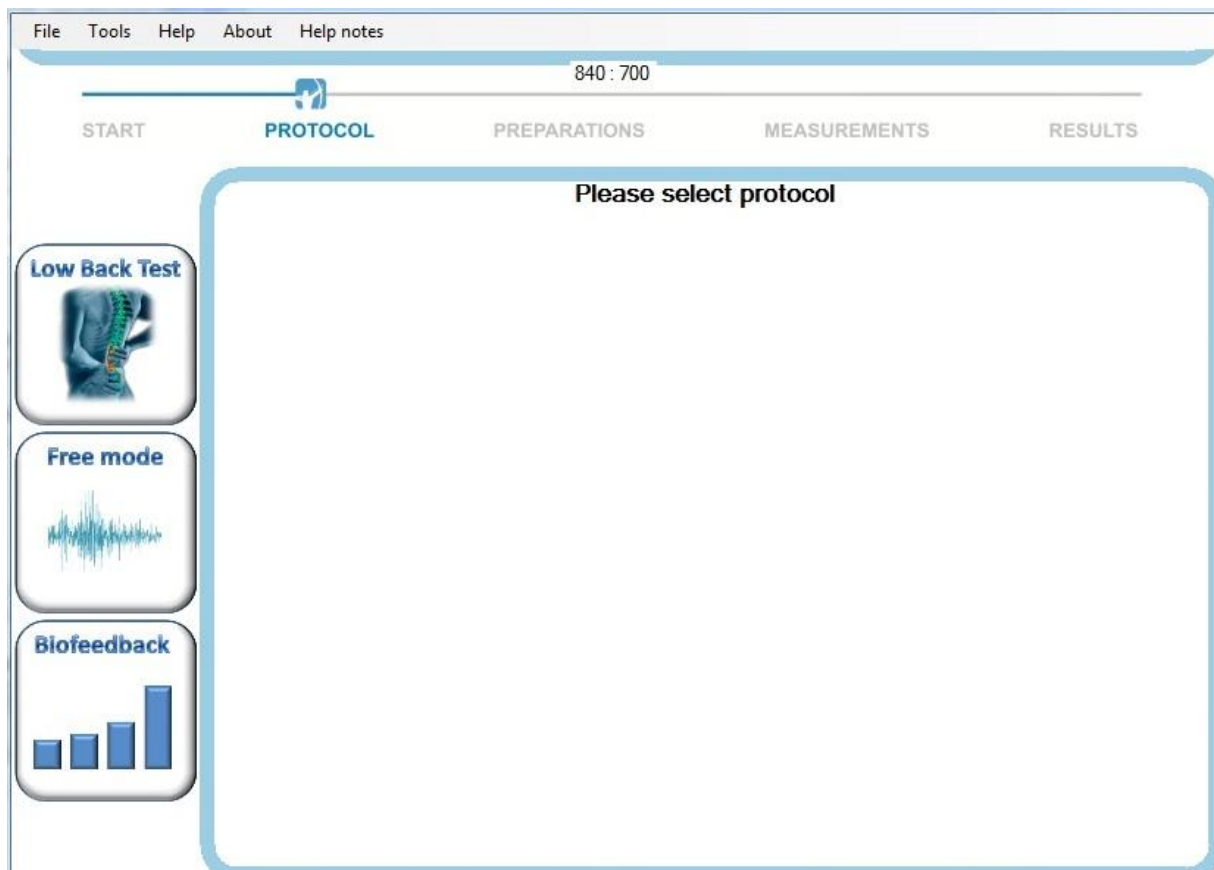 File Tools Help About Help notes
840 : 700
START PROTOCOL PREPARATIONS MEASUREMENTS RESULTS
Please select protocol
Low Back Test
Free mode
Biofeedback